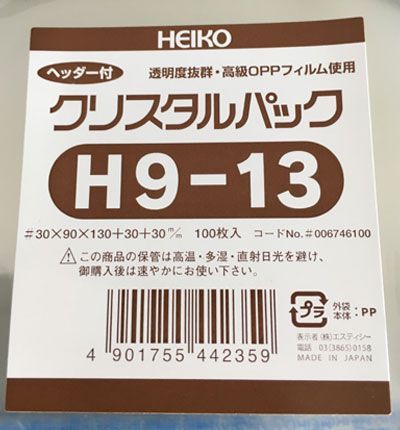 HEIKO
ヘッダー付 透明度抜群・高級OPPフィルム使用
クリスタルパック
H9-13
#30×90×130+30+30m/m 100枚入 コードNo.#006746100
この商品の保管は高温・多湿・直射日光を避け、
御購入後は速やかにお使い下さい。
プラ
外袋
本体:PP
表示者(株)エスティシー
電話 03(3865)0158
MADE IN JAPAN
4 901755 442359